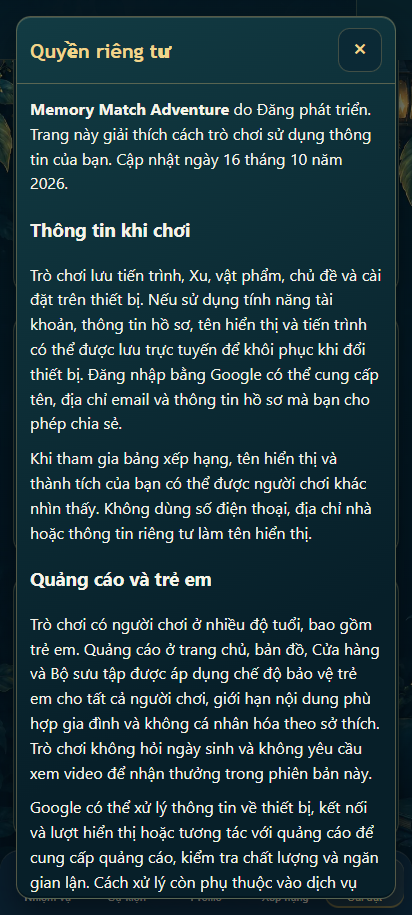 Quyền riêng tư
×
Memory Match Adventure do Đăng phát triển.
Trang này giải thích cách trò chơi sử dụng thông
tin của bạn. Cập nhật ngày 16 tháng 10 năm
2026.
Thông tin khi chơi
Trò chơi lưu tiến trình, Xu, vật phẩm, chủ đề và cài
đặt trên thiết bị. Nếu sử dụng tính năng tài
khoản, thông tin hồ sơ, tên hiển thị và tiến trình
có thể được lưu trực tuyến để khôi phục khi đổi
thiết bị. Đăng nhập bằng Google có thể cung cấp
tên, địa chỉ email và thông tin hồ sơ mà bạn cho
phép chia sẻ.
Khi tham gia bảng xếp hạng, tên hiển thị và
thành tích của bạn có thể được người chơi khác
nhìn thấy. Không dùng số điện thoại, địa chỉ nhà
hoặc thông tin riêng tư làm tên hiển thị.
Quảng cáo và trẻ em
Trò chơi có người chơi ở nhiều độ tuổi, bao gồm
trẻ em. Quảng cáo ở trang chủ, bản đồ, Cửa hàng
và Bộ sưu tập được áp dụng chế độ bảo vệ trẻ
em cho tất cả người chơi, giới hạn nội dung phù
hợp gia đình và không cá nhân hóa theo sở thích.
Trò chơi không hỏi ngày sinh và không yêu cầu
xem video để nhận thưởng trong phiên bản này.
Google có thể xử lý thông tin về thiết bị, kết nối
và lượt hiển thị hoặc tương tác với quảng cáo để
cung cấp quảng cáo, kiểm tra chất lượng và ngăn
gian lận. Cách xử lý còn phụ thuộc vào dịch vụ